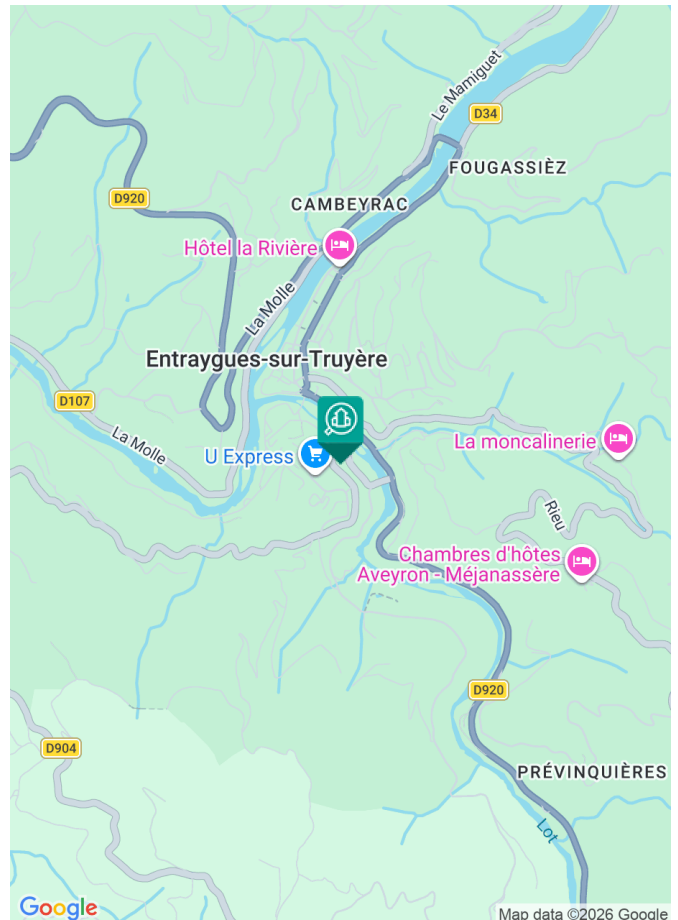 Le Mamiguet
D34
FOUGASSIÈZ
D920
CAMBEYRAC
Hôtel la Rivière
La Molle
Entraygues-sur-Truyère
D107
La Molle
U Express
La moncalinerie
Rieu
Chambres d'hôtes
Aveyron - Méjanassère
D920
D904
PRÉVINQUIÈRES
Lot
Google
Map data ©2026 Google